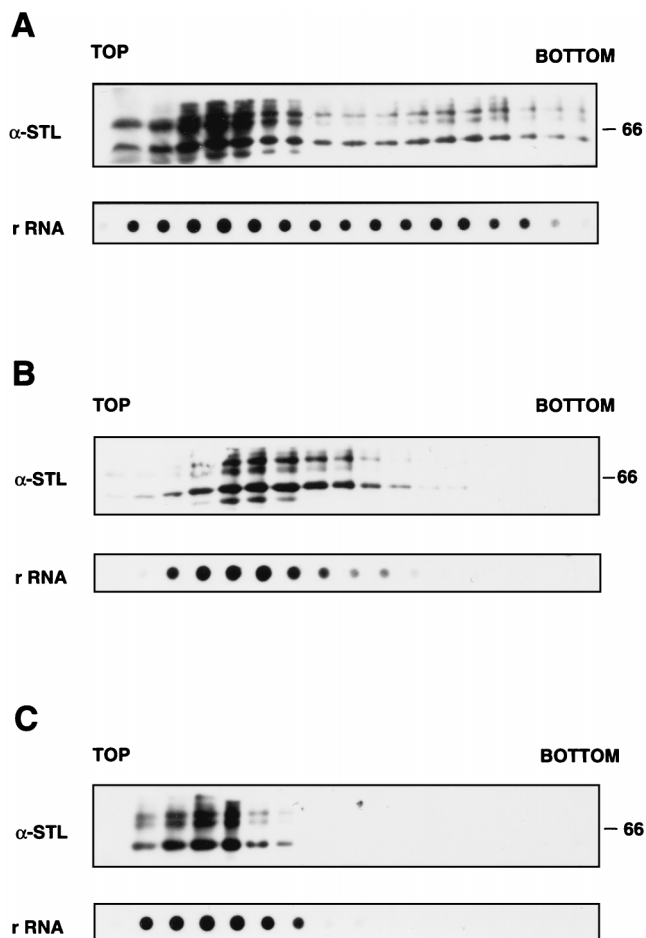 A
TOP BOTTOM
α-STL — 66
r RNA
B
TOP BOTTOM
α-STL — 66
r RNA
C
TOP BOTTOM
α-STL — 66
r RNA